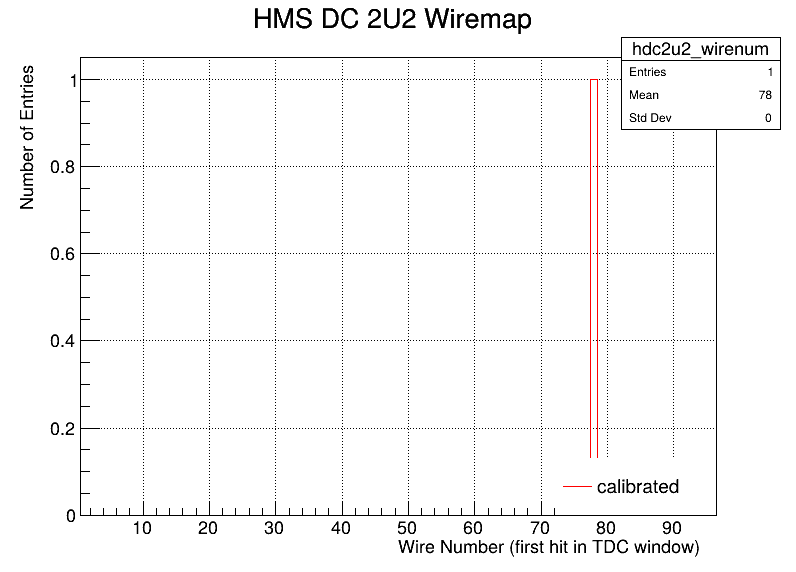 HMS DC 2U2 Wiremap
hdc2u2_wirenum
Entries 1
Mean 78
Std Dev 0
Number of Entries
1
0.8
0.6
0.4
0.2
0
calibrated
10 20 30 40 50 60 70 80 90
Wire Number (first hit in TDC window)